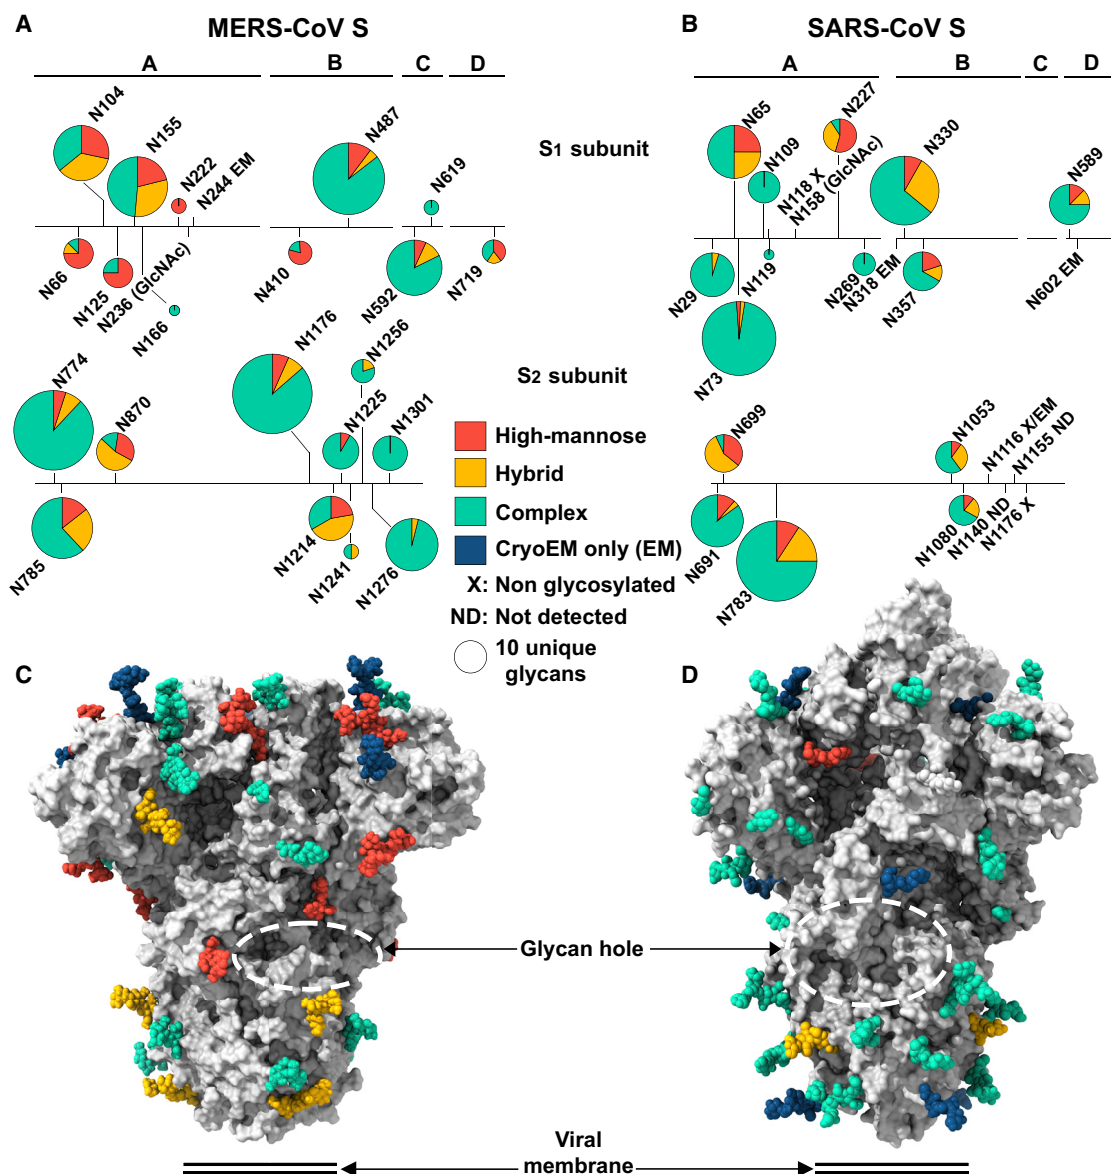 A
MERS-CoV S
A
B
C
D
N104
N155
N222
N244 EM
N487
N619
N66
N125
N236 (GlcNAc)
N166
N410
N592
N719
S1 subunit
B
SARS-CoV S
A
B
C
D
N65
N109
N118 X
N158 (GlcNAc)
N227
N330
N589
N29
N73
N119
N269
N318 EM
N357
N602 EM
S2 subunit
N774
N870
N1176
N1256
N1225
N1301
N785
N1214
N1241
N1276
High-mannose
Hybrid
Complex
CryoEM only (EM)
X: Non glycosylated
ND: Not detected
10 unique
glycans
N699
N1053
N1116 X/EM
N1155 ND
N691
N783
N1080
N1140 ND
N1176 X
C
D
Glycan hole
Viral
membrane